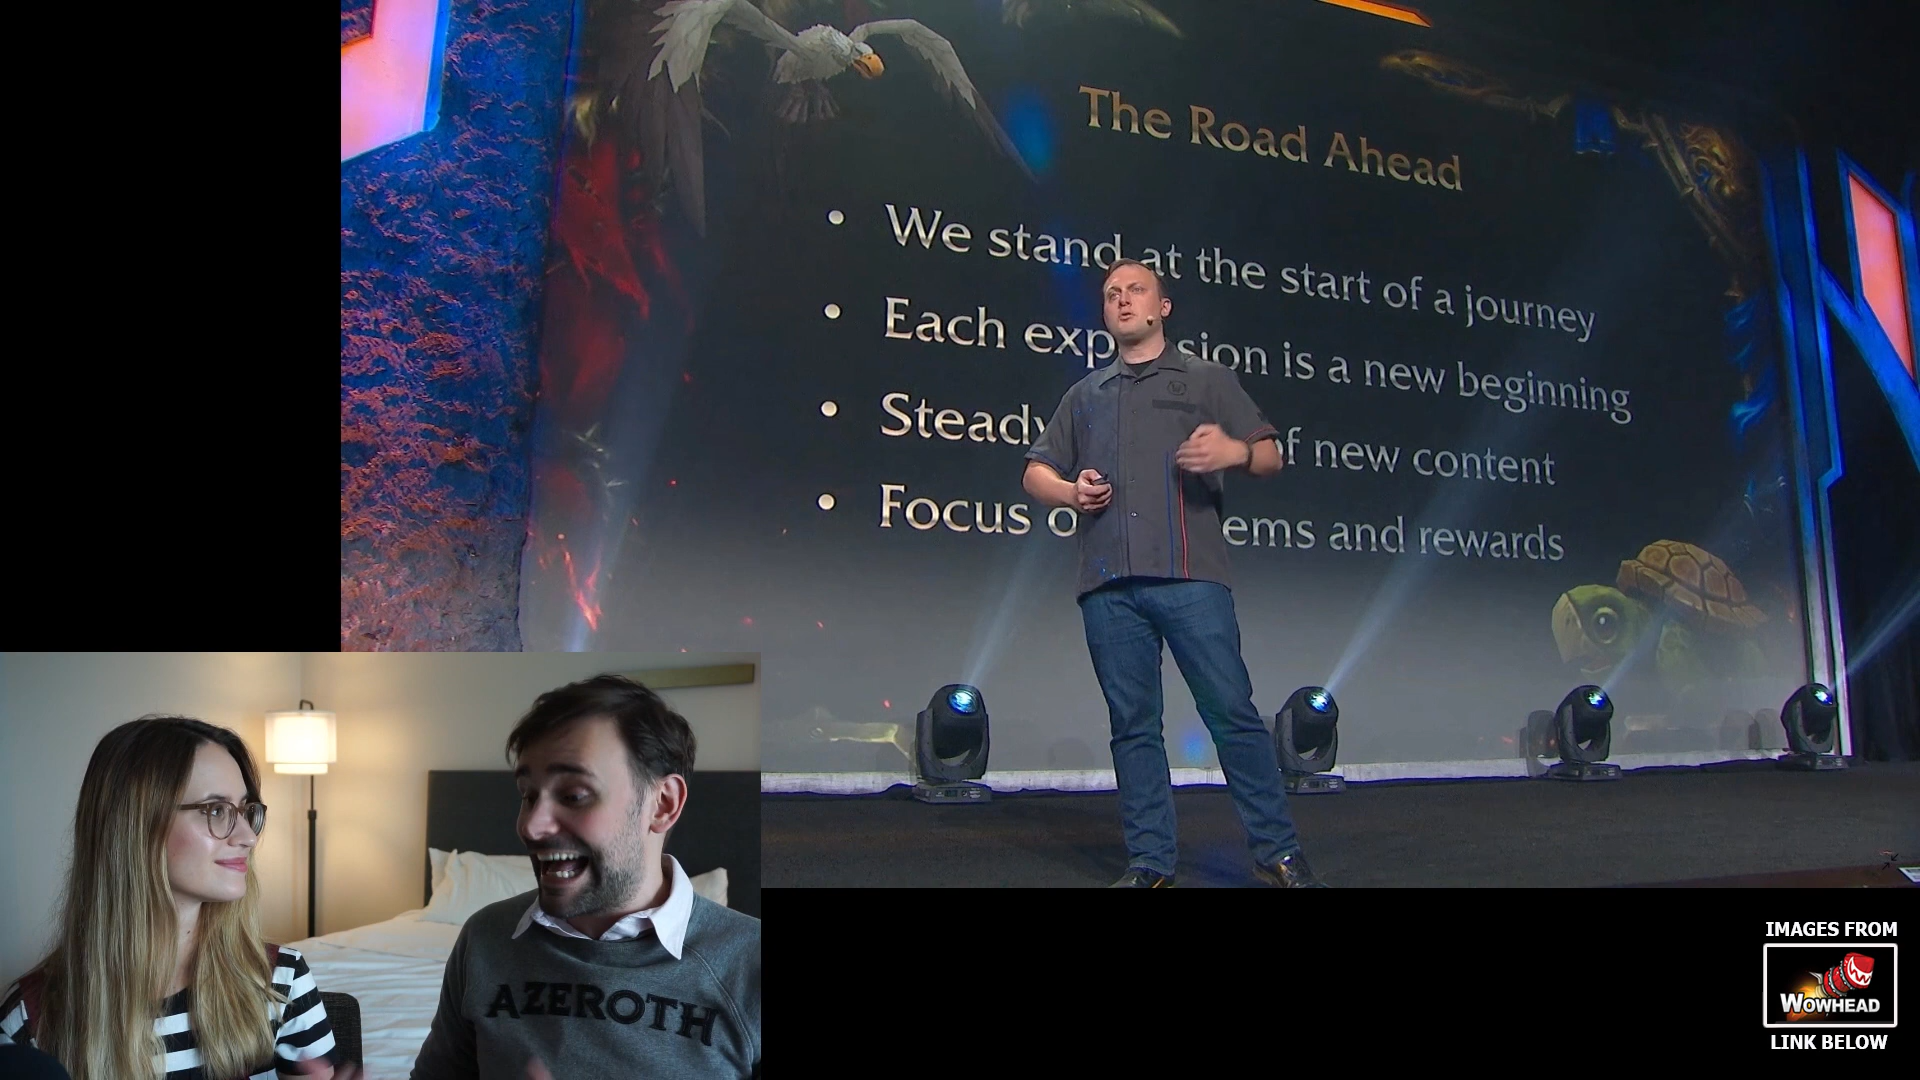 The Road Ahead
• We stand at the start of a journey
• Each exp sion is a new beginning
• Steady of new content
• Focus o ems and rewards
AZEROTH
IMAGES FROM
WOWHEAD
LINK BELOW